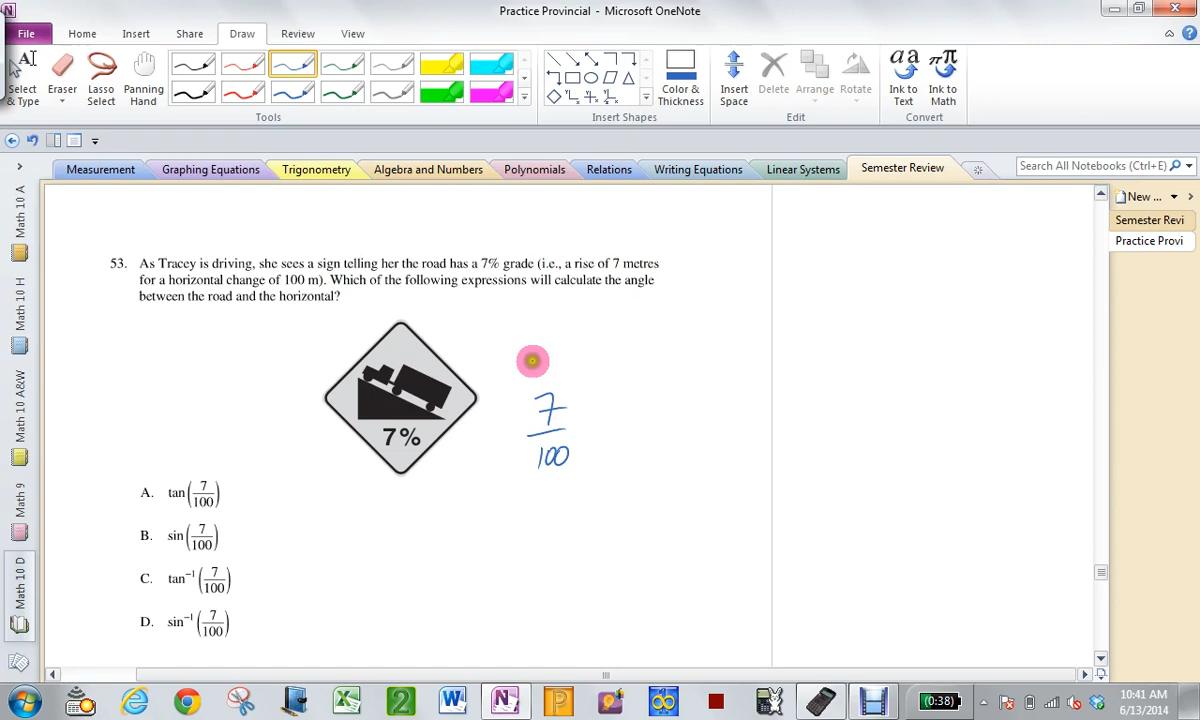 Practice Provincial - Microsoft OneNote
File Home Insert Share Draw Review View
Select & Type
Eraser
Lasso Select
Panning Hand
Color & Thickness
Insert Space
Delete
Arrange
Rotate
Ink to Text
Ink to Math
Tools
Insert Shapes
Edit
Convert
Measurement Graphing Equations Trigonometry Algebra and Numbers Polynomials Relations Writing Equations Linear Systems Semester Review
Search All Notebooks (Ctrl+E)
New ...
Semester Revi
Practice Provi
Math 10 A
Math 10 H
Math 10 A&W
Math 9
Math 10 D
53. As Tracey is driving, she sees a sign telling her the road has a 7% grade (i.e., a rise of 7 metres
for a horizontal change of 100 m). Which of the following expressions will calculate the angle
between the road and the horizontal?
7%
7
100
A. tan(7/100)
B. sin(7/100)
C. tan⁻¹(7/100)
D. sin⁻¹(7/100)
(0:38)
10:41 AM
6/13/2014